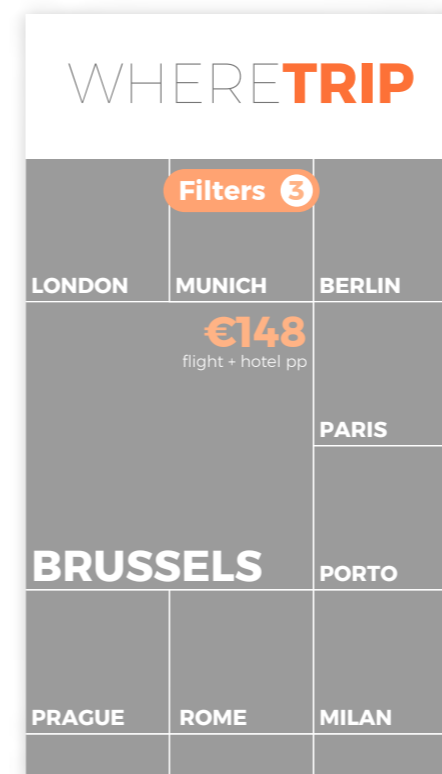 WHERETRIP
Filters 3
LONDON
MUNICH
BERLIN
€148
flight + hotel pp
PARIS
BRUSSELS
PORTO
PRAGUE
ROME
MILAN